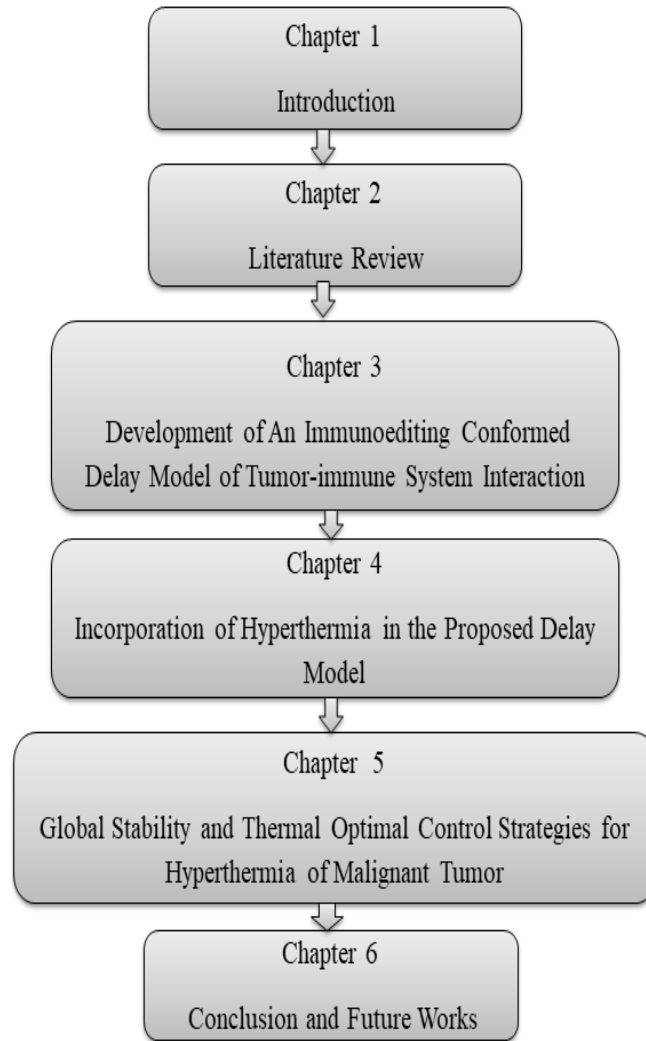 Chapter 1
Introduction
Chapter 2
Literature Review
Chapter 3
Development of An Immunoediting Conformed
Delay Model of Tumor-immune System Interaction
Chapter 4
Incorporation of Hyperthermia in the Proposed Delay
Model
Chapter 5
Global Stability and Thermal Optimal Control Strategies for
Hyperthermia of Malignant Tumor
Chapter 6
Conclusion and Future Works